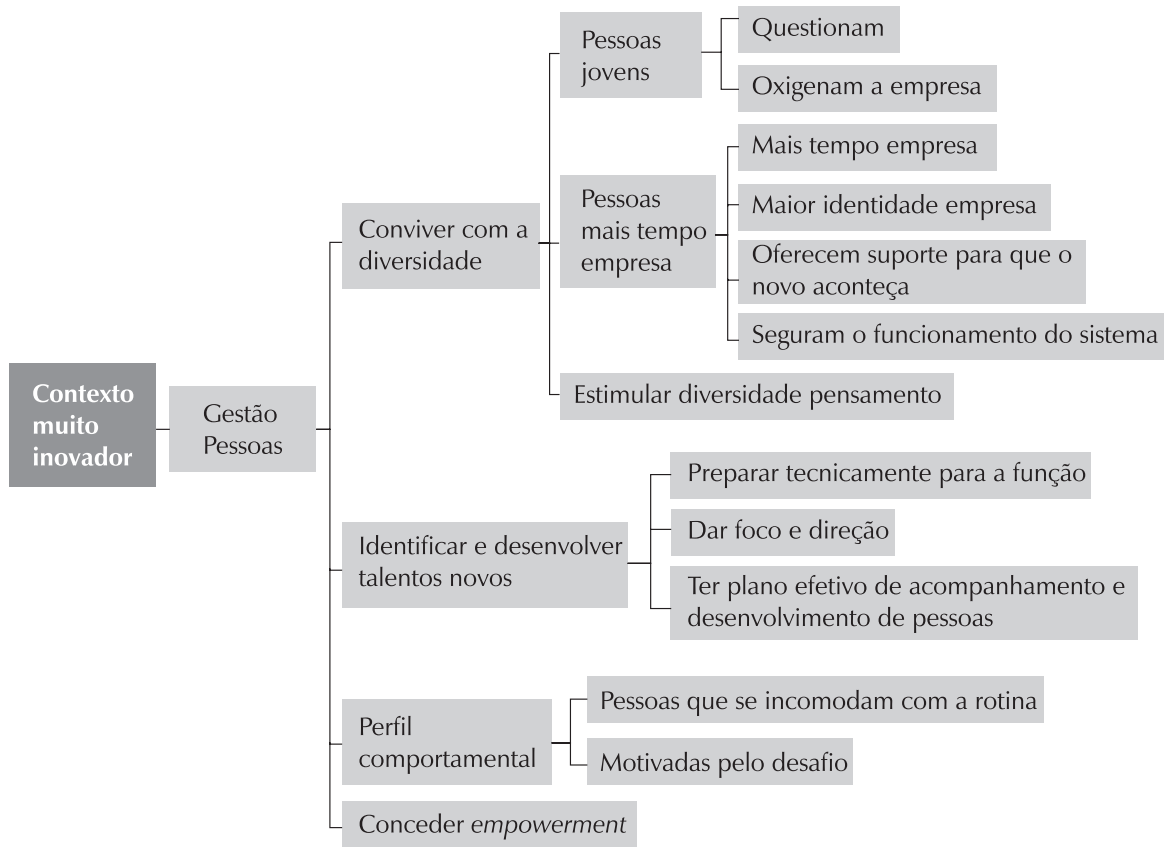 Contexto
muito
inovador
Gestão
Pessoas
Conviver com a
diversidade
Pessoas
jovens
Questionam
Oxigenam a empresa
Pessoas
mais tempo
empresa
Mais tempo empresa
Maior identidade empresa
Oferecem suporte para que o
novo aconteça
Seguram o funcionamento do sistema
Estimular diversidade pensamento
Identificar e desenvolver
talentos novos
Preparar tecnicamente para a função
Dar foco e direção
Ter plano efetivo de acompanhamento e
desenvolvimento de pessoas
Perfil
comportamental
Pessoas que se incomodam com a rotina
Motivadas pelo desafio
Conceder empowerment